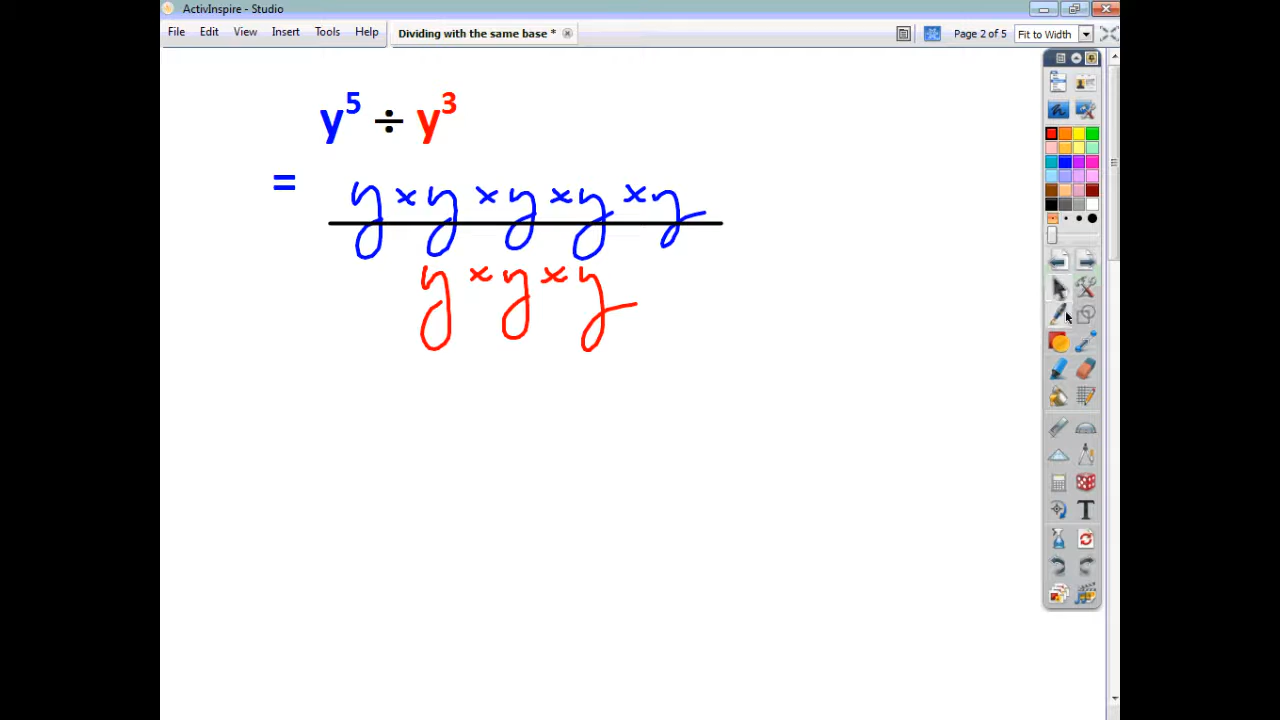 ActivInspire - Studio
File Edit View Insert Tools Help Dividing with the same base * Page 2 of 5 Fit to Width
y⁵ ÷ y³
= y × y × y × y × y
y × y × y
T